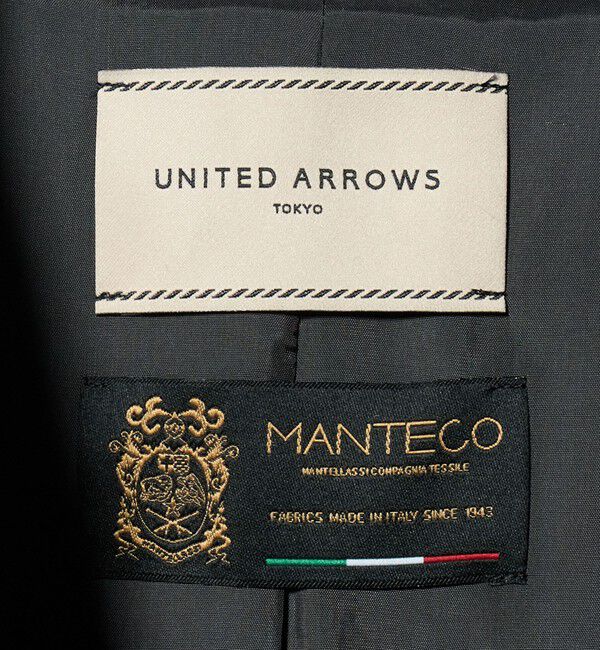 UNITED ARROWS
TOKYO
MANTECO
MANTELLASSI COMPAGNIA TESSILE
FABRICS MADE IN ITALY SINCE 1943